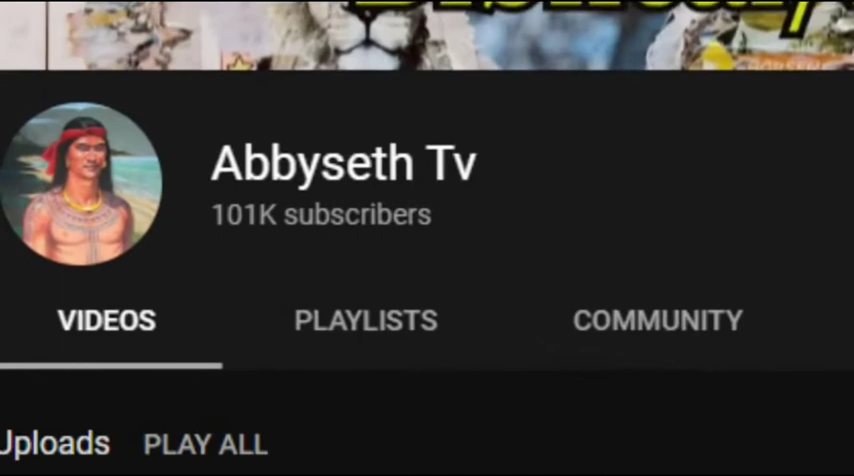 Abbyseth Tv
101K subscribers
VIDEOS PLAYLISTS COMMUNITY
Uploads PLAY ALL